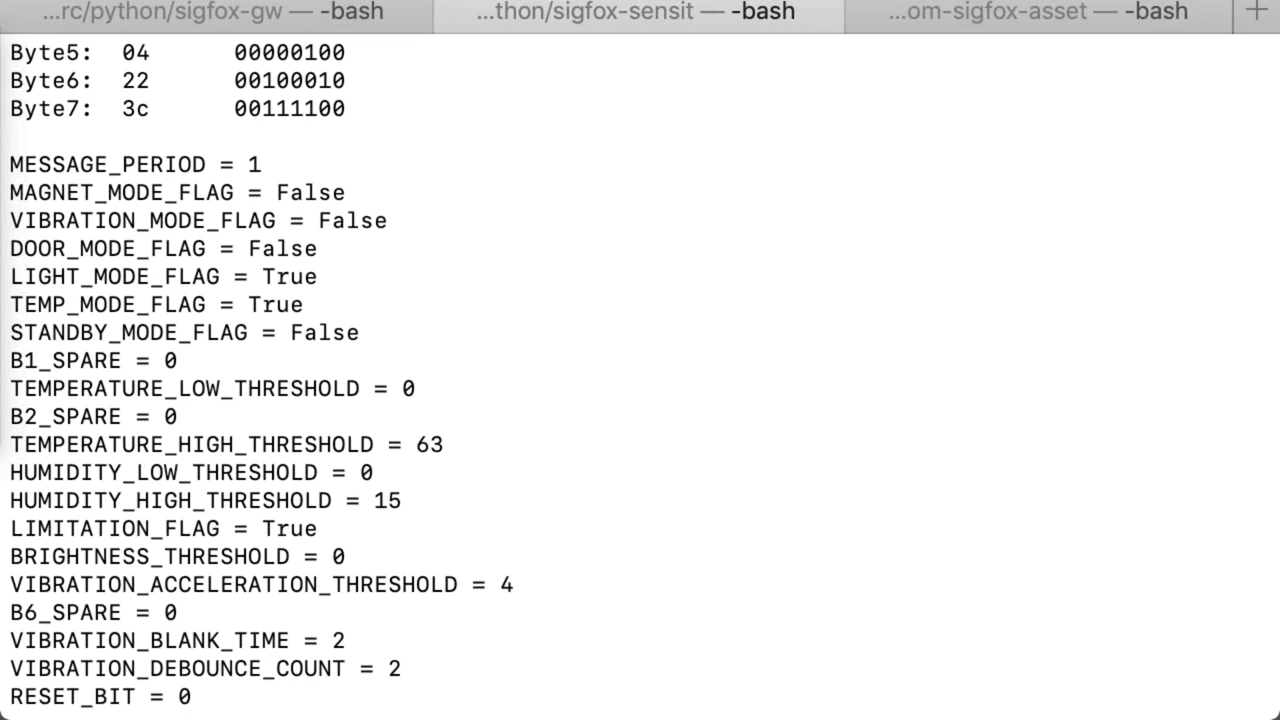 ...rc/python/sigfox-gw — -bash
...thon/sigfox-sensit — -bash
...om-sigfox-asset — -bash
+
Byte5: 04 00000100
Byte6: 22 00100010
Byte7: 3c 00111100
MESSAGE_PERIOD = 1
MAGNET_MODE_FLAG = False
VIBRATION_MODE_FLAG = False
DOOR_MODE_FLAG = False
LIGHT_MODE_FLAG = True
TEMP_MODE_FLAG = True
STANDBY_MODE_FLAG = False
B1_SPARE = 0
TEMPERATURE_LOW_THRESHOLD = 0
B2_SPARE = 0
TEMPERATURE_HIGH_THRESHOLD = 63
HUMIDITY_LOW_THRESHOLD = 0
HUMIDITY_HIGH_THRESHOLD = 15
LIMITATION_FLAG = True
BRIGHTNESS_THRESHOLD = 0
VIBRATION_ACCELERATION_THRESHOLD = 4
B6_SPARE = 0
VIBRATION_BLANK_TIME = 2
VIBRATION_DEBOUNCE_COUNT = 2
RESET_BIT = 0